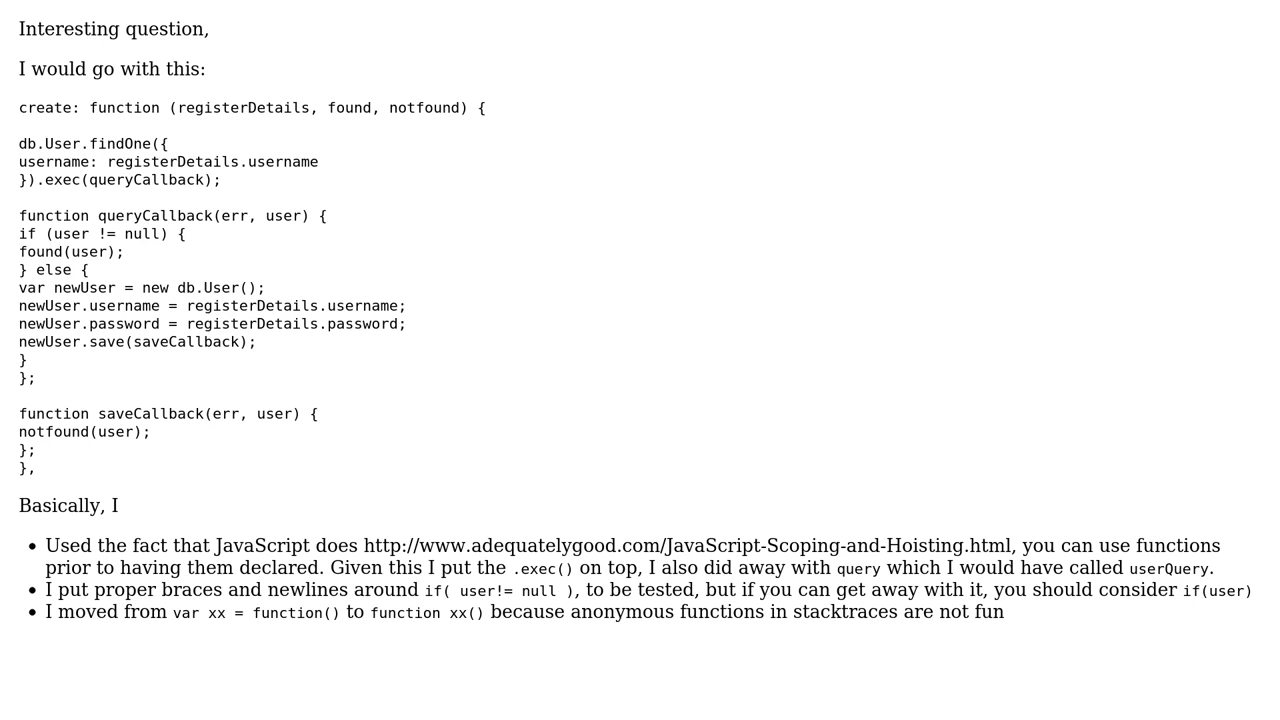 Interesting question,
I would go with this:
create: function (registerDetails, found, notfound) {
db.User.findOne({
username: registerDetails.username
}).exec(queryCallback);
function queryCallback(err, user) {
if (user != null) {
found(user);
} else {
var newUser = new db.User();
newUser.username = registerDetails.username;
newUser.password = registerDetails.password;
newUser.save(saveCallback);
}
};
function saveCallback(err, user) {
notfound(user);
};
},
Basically, I
• Used the fact that JavaScript does http://www.adequatelygood.com/JavaScript-Scoping-and-Hoisting.html, you can use functions
prior to having them declared. Given this I put the .exec() on top, I also did away with query which I would have called userQuery.
• I put proper braces and newlines around if( user!= null ), to be tested, but if you can get away with it, you should consider if(user)
• I moved from var xx = function() to function xx() because anonymous functions in stacktraces are not fun